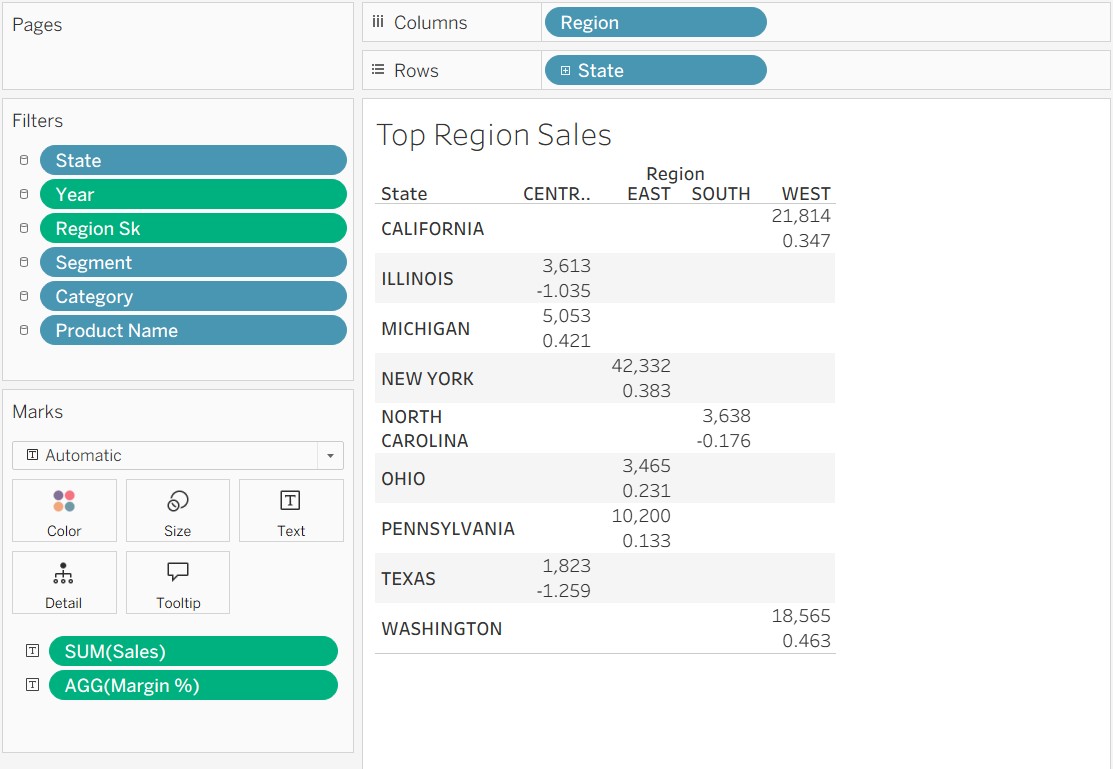 Pages
Columns Region
Rows State
Filters
State
Year
Region Sk
Segment
Category
Product Name
Marks
Automatic
Color Size Text
Detail Tooltip
SUM(Sales)
AGG(Margin %)
Top Region Sales
Region
State CENTR.. EAST SOUTH WEST
CALIFORNIA 21,814
0.347
ILLINOIS 3,613
-1.035
MICHIGAN 5,053
0.421
NEW YORK 42,332
0.383
NORTH 3,638
CAROLINA -0.176
OHIO 3,465
0.231
PENNSYLVANIA 10,200
0.133
TEXAS 1,823
-1.259
WASHINGTON 18,565
0.463